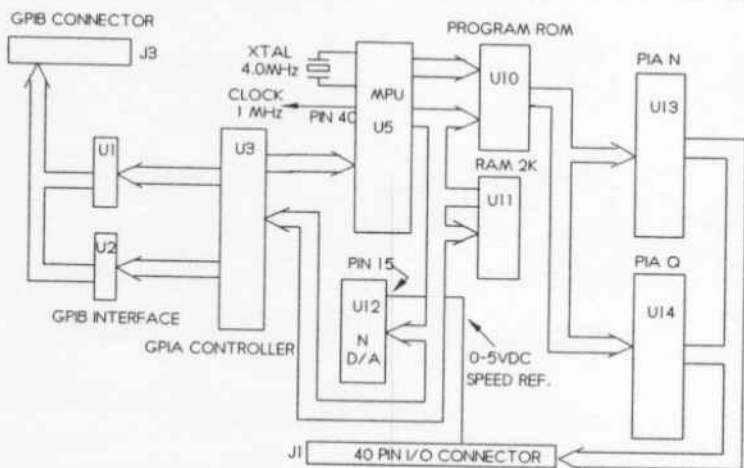 GPIB CONNECTOR
J3
XTAL
4.0MHz
CLOCK
1 MHz
PIN 40
MPU
U5
PROGRAM ROM
U10
PIA N
U13
U1
U3
RAM 2K
U11
U2
GPIB INTERFACE
GPIA CONTROLLER
PIN 15
U12
N
D/A
0-5VDC
SPEED REF.
PIA Q
U14
J1
40 PIN I/O CONNECTOR